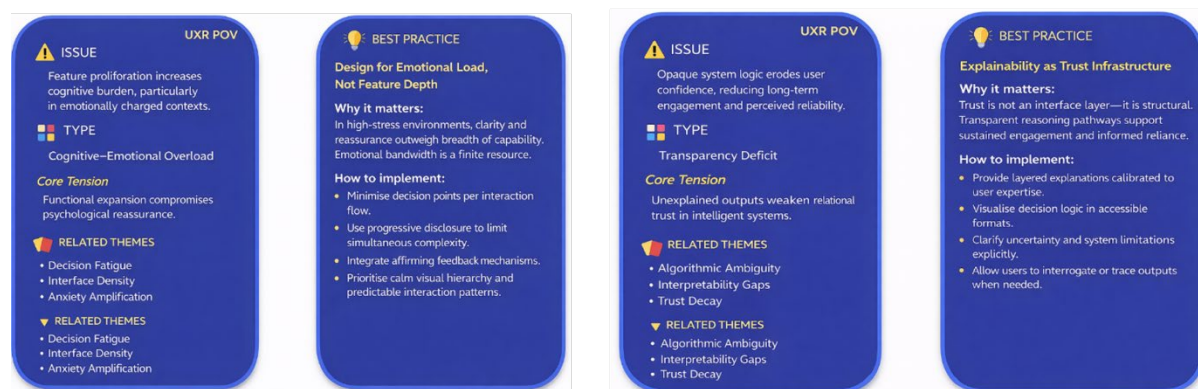 UXR POV
ISSUE
Feature proliforation increases
cognitive burden, particularly
in emotionally charged contexts.
TYPE
Cognitive–Emotional Overload
Core Tension
Functional expansion compromises
psychological reassurance.
RELATED THEMES
• Decision Fatigue
• Interface Density
• Anxiety Amplification
▼ RELATED THEMES
• Decision Fatigue
• Interface Density
• Anxiety Amplification
BEST PRACTICE
Design for Emotional Load,
Not Feature Depth
Why it matters:
In high-stress environments, clarity and
reassurance outweigh breadth of capability.
Emotional bandwidth is a finite resource.
How to implement:
• Minimise decision points per interaction
flow.
• Use progressive disclosure to limit
simultaneous complexity.
• Integrate affirming feedback mechanisms.
• Prioritise calm visual hierarchy and
predictable interaction patterns.
UXR POV
ISSUE
Opaque system logic erodes user
confidence, reducing long-term
engagement and perceived reliability.
TYPE
Transparency Deficit
Core Tension
Unexplained outputs weaken relational
trust in intelligent systems.
RELATED THEMES
• Algorithmic Ambiguity
• Interpretability Gaps
• Trust Decay
▼ RELATED THEMES
• Algorithmic Ambiguity
• Interpretability Gaps
• Trust Decay
BEST PRACTICE
Explainability as Trust Infrastructure
Why it matters:
Trust is not an interface layer—it is structural.
Transparent reasoning pathways support
sustained engagement and informed reliance.
How to implement:
• Provide layered explanations calibrated to
user expertise.
• Visualise decision logic in accessible
formats.
• Clarify uncertainty and system limitations
explicitly.
• Allow users to interrogate or trace outputs
when needed.